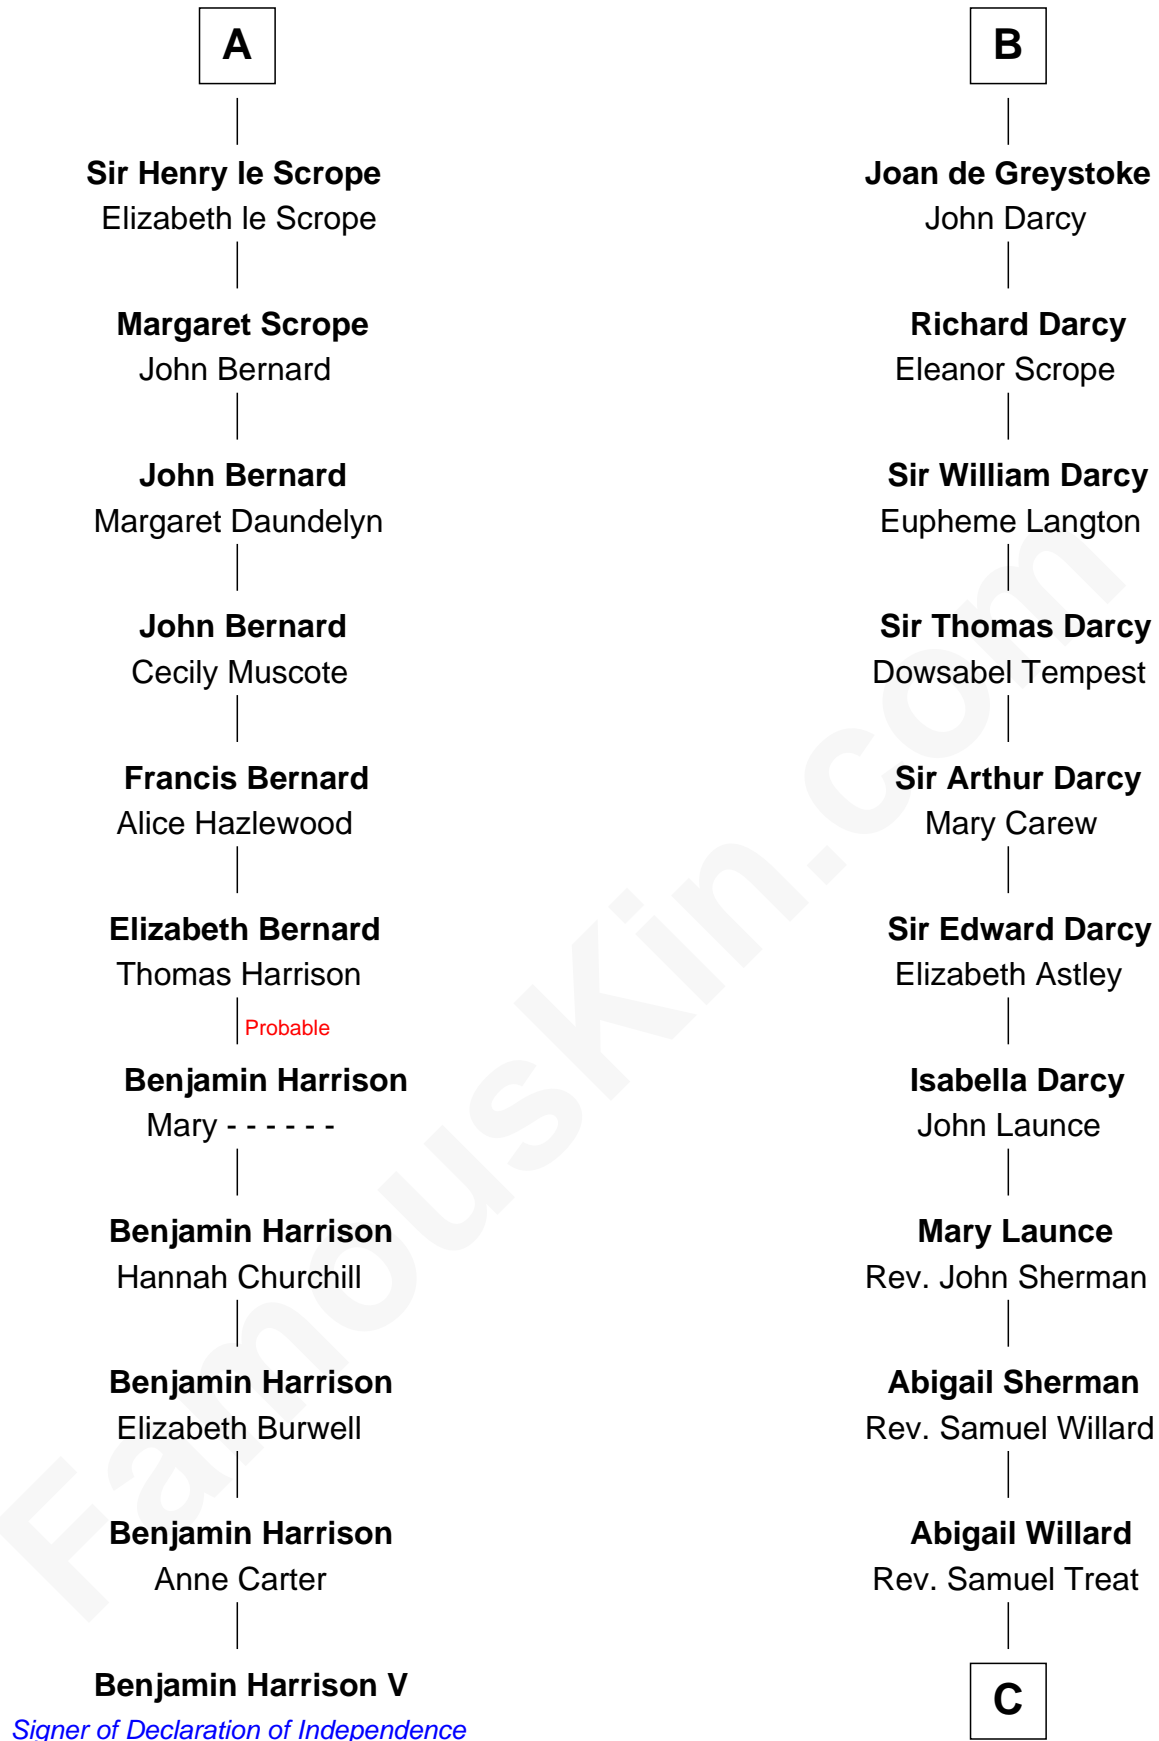 A
Sir Henry le Scrope
Elizabeth le Scrope
Margaret Scrope
John Bernard
John Bernard
Margaret Daundelyn
John Bernard
Cecily Muscote
Francis Bernard
Alice Hazlewood
Elizabeth Bernard
Thomas Harrison
Probable
Benjamin Harrison
Mary - - - - - -
Benjamin Harrison
Hannah Churchill
Benjamin Harrison
Elizabeth Burwell
Benjamin Harrison
Anne Carter
Benjamin Harrison V
Signer of Declaration of Independence
B
Joan de Greystoke
John Darcy
Richard Darcy
Eleanor Scrope
Sir William Darcy
Eupheme Langton
Sir Thomas Darcy
Dowsabel Tempest
Sir Arthur Darcy
Mary Carew
Sir Edward Darcy
Elizabeth Astley
Isabella Darcy
John Launce
Mary Launce
Rev. John Sherman
Abigail Sherman
Rev. Samuel Willard
Abigail Willard
Rev. Samuel Treat
C
FamousKin.com